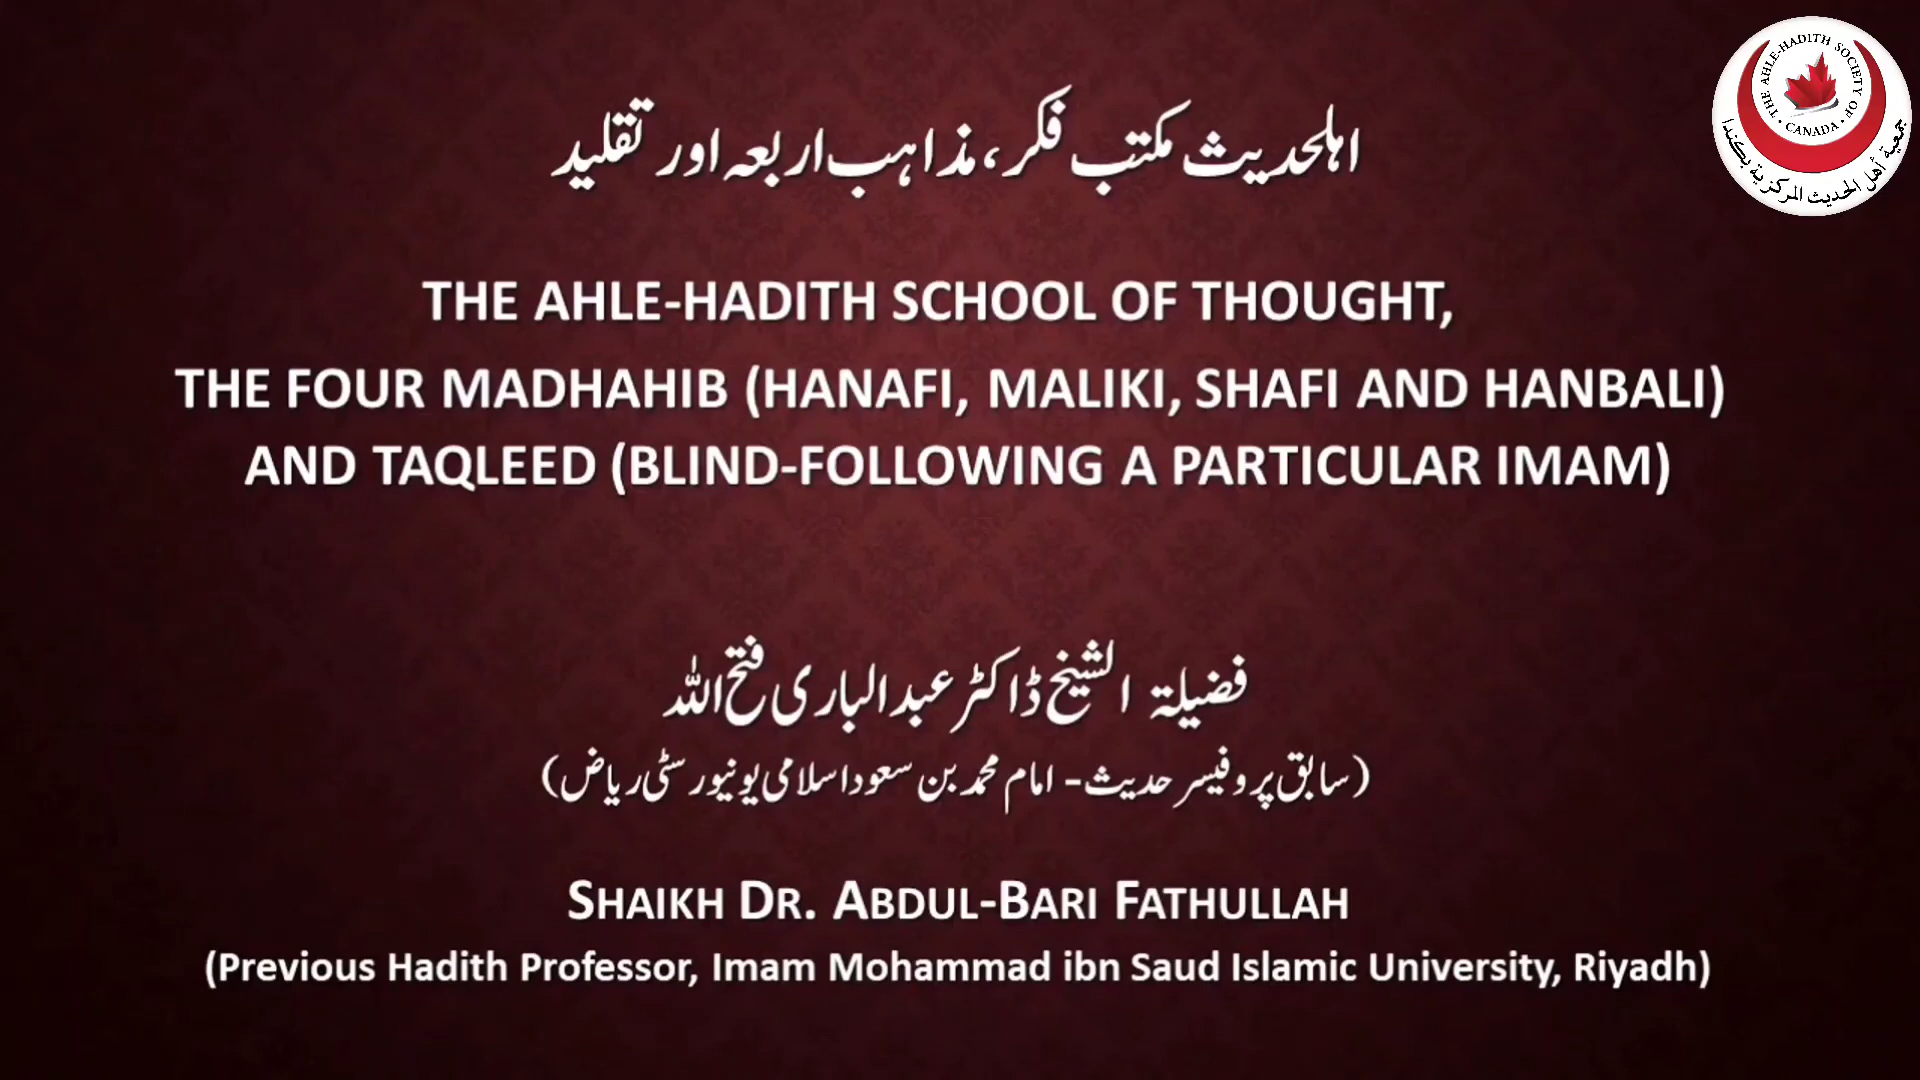 اہلحدیث مکتب فکر، مذاہب اربعہ اور تقلید
THE AHLE-HADITH SOCIETY OF
• CANADA •
جمعية أهل الحديث المركزية بكندا
THE AHLE-HADITH SCHOOL OF THOUGHT,
THE FOUR MADHAHIB (HANAFI, MALIKI, SHAFI AND HANBALI)
AND TAQLEED (BLIND-FOLLOWING A PARTICULAR IMAM)
فضیلۃ الشیخ ڈاکٹر عبدالباری فتح اللہ
(سابق پروفیسر حدیث - امام محمد بن سعود اسلامی یونیورسٹی ریاض)
SHAIKH DR. ABDUL-BARI FATHULLAH
(Previous Hadith Professor, Imam Mohammad ibn Saud Islamic University, Riyadh)